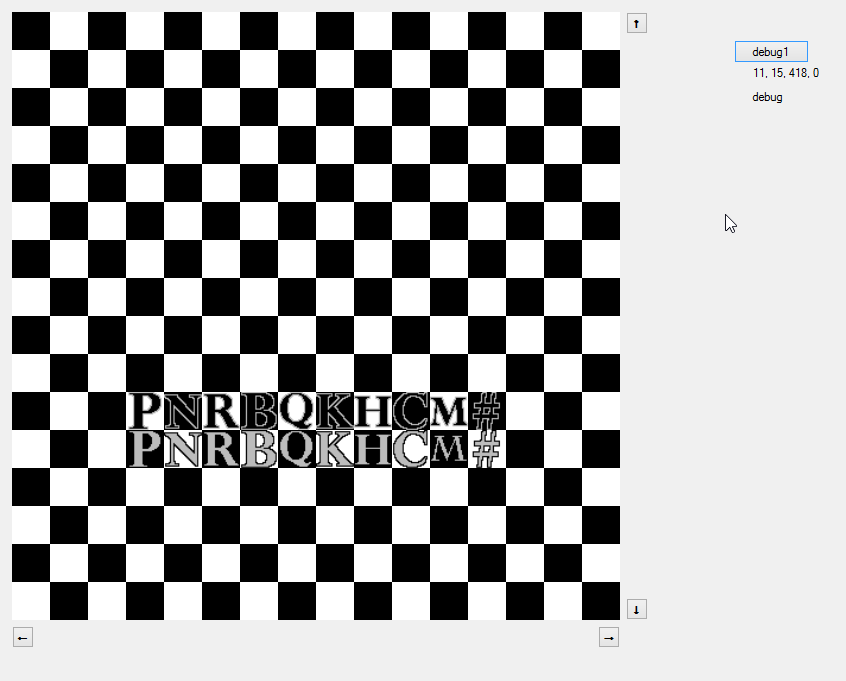 ↑
debug1
11, 15, 418, 0
debug
PNRBQKHCM#
PNRBQKHCM#
↓
← →